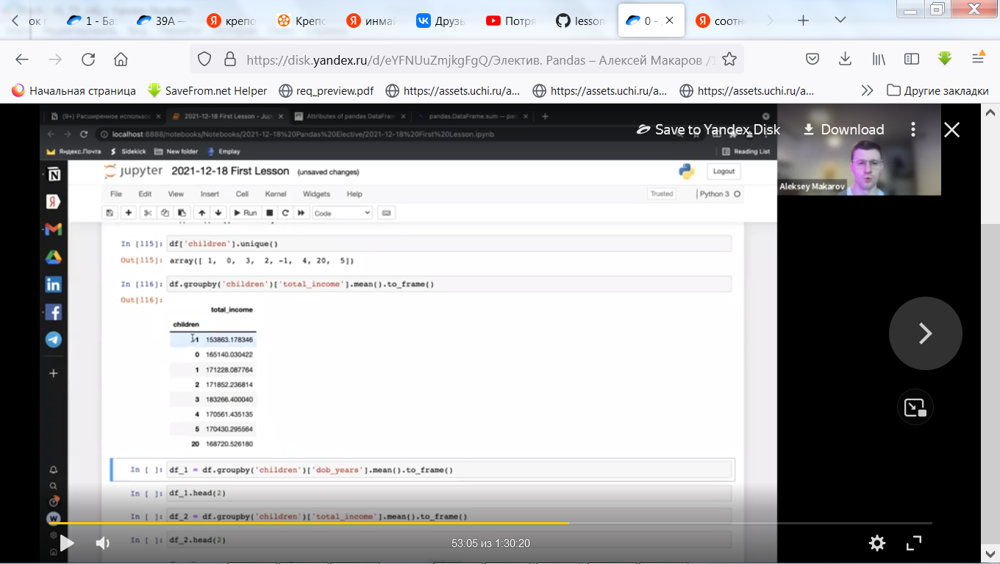 ок г 1 - Ба: 39А — крепо Крепс инмаі Друзь Потря lesson 0 - / соотн
https://disk.yandex.ru/d/eYFNUuZmjkgFgQ/Электив. Pandas – Алексей Макаров /1
Начальная страница SaveFrom.net Helper req_preview.pdf https://assets.uchi.ru/a... https://assets.uchi.ru/a... https://assets.uchi.ru/a... Другие закладки
(9+) Расширенное использо 2021-12-18 First Lesson - Jup Attributes of pandas DataFram pandas.DataFrame.sum — pan
localhost:8888/notebooks/Notebooks/2021-12-18%20Pandas%20Elective/2021-12-18%20First%20Lesson.ipynb
Save to Yandex.Disk Download
Яндекс.Почта Sidekick New folder Emplay Reading List
jupyter 2021-12-18 First Lesson (unsaved changes) Logout
Aleksey Makarov
File Edit View Insert Cell Kernel Widgets Help Trusted Python 3
Run Code
In [115]: df['children'].unique()
Out[115]: array([ 1, 0, 3, 2, -1, 4, 20, 5])
In [116]: df.groupby('children')['total_income'].mean().to_frame()
Out[116]:
total_income
children
-1 153863.178346
0 165140.030422
1 171228.087764
2 171852.236814
3 183266.400040
4 170561.435135
5 170430.295564
20 168720.526180
In [ ]: df_1 = df.groupby('children')['dob_years'].mean().to_frame()
In [ ]: df_1.head(2)
In [ ]: df_2 = df.groupby('children')['total_income'].mean().to_frame()
In [ ]: df_2.head(2)
53:05 из 1:30:20